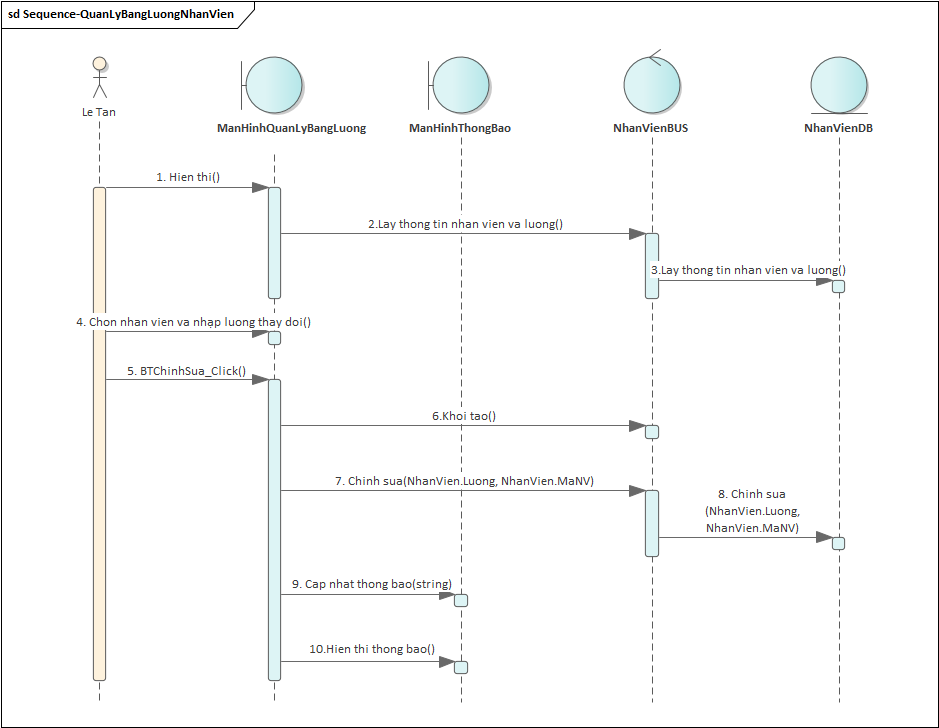 sd Sequence-QuanLyBangLuongNhanVien
Le Tan
ManHinhQuanLyBangLuong
ManHinhThongBao
NhanVienBUS
NhanVienDB
1. Hien thi()
2.Lay thong tin nhan vien va luong()
3.Lay thong tin nhan vien va luong()
4. Chon nhan vien va nhap luong thay doi()
5. BTChinhSua_Click()
6.Khoi tao()
7. Chinh sua(NhanVien.Luong, NhanVien.MaNV)
8. Chinh sua
(NhanVien.Luong,
NhanVien.MaNV)
9. Cap nhat thong bao(string)
10.Hien thi thong bao()